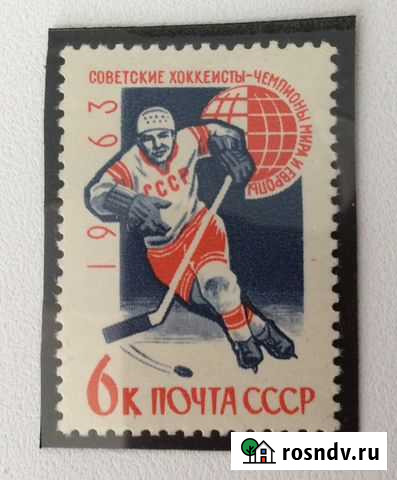 СОВЕТСКИЕ ХОККЕИСТЫ-ЧЕМПИОНЫ МИРА И ЕВРОПЫ
1963
СССР
6К ПОЧТА СССР
rosndv.ru